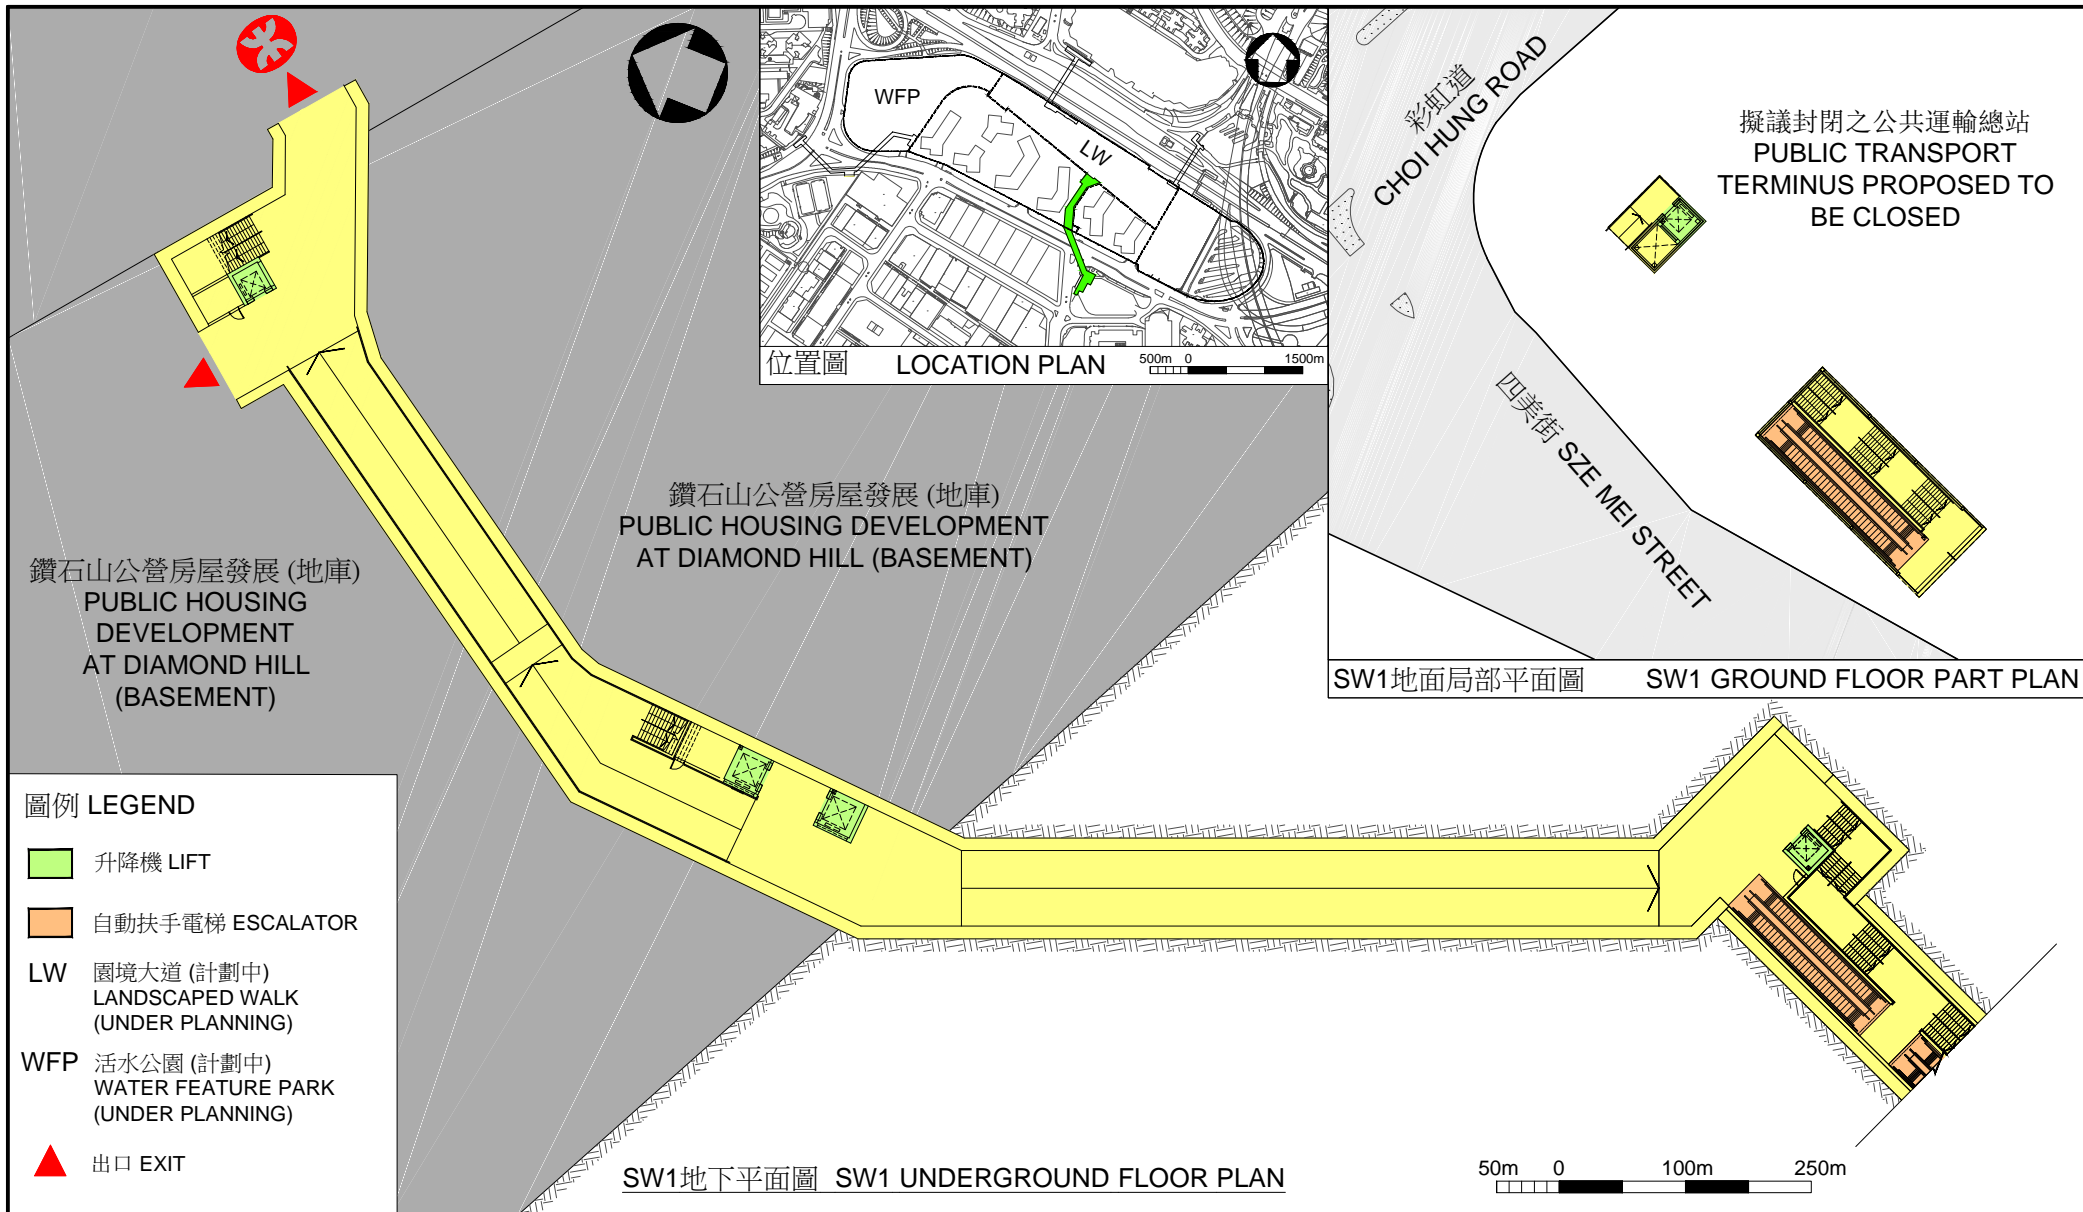 WFP
LW
位置圖 LOCATION PLAN
500m 0 1500m
彩虹道
CHOI HUNG ROAD
擬議封閉之公共運輸總站
PUBLIC TRANSPORT
TERMINUS PROPOSED TO
BE CLOSED
四美街 SZE MEI STREET
SW1地面局部平面圖 SW1 GROUND FLOOR PART PLAN
鑽石山公營房屋發展 (地庫)
PUBLIC HOUSING DEVELOPMENT
AT DIAMOND HILL (BASEMENT)
鑽石山公營房屋發展 (地庫)
PUBLIC HOUSING
DEVELOPMENT
AT DIAMOND HILL
(BASEMENT)
圖例 LEGEND
升降機 LIFT
自動扶手電梯 ESCALATOR
LW 園境大道 (計劃中)
LANDSCAPED WALK
(UNDER PLANNING)
WFP 活水公園 (計劃中)
WATER FEATURE PARK
(UNDER PLANNING)
出口 EXIT
SW1地下平面圖 SW1 UNDERGROUND FLOOR PLAN
50m 0 100m 250m